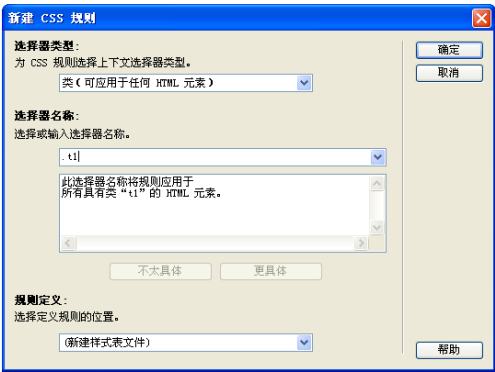 新建 CSS 规则
选择器类型:
确定
为 CSS 规则选择上下文选择器类型。
取消
类(可应用于任何 HTML 元素)
选择器名称:
选择或输入选择器名称。
.t1
此选择器名称将规则应用于
所有具有类“t1”的 HTML 元素。
不太具体
更具体
规则定义:
选择定义规则的位置。
(新建样式表文件)
帮助